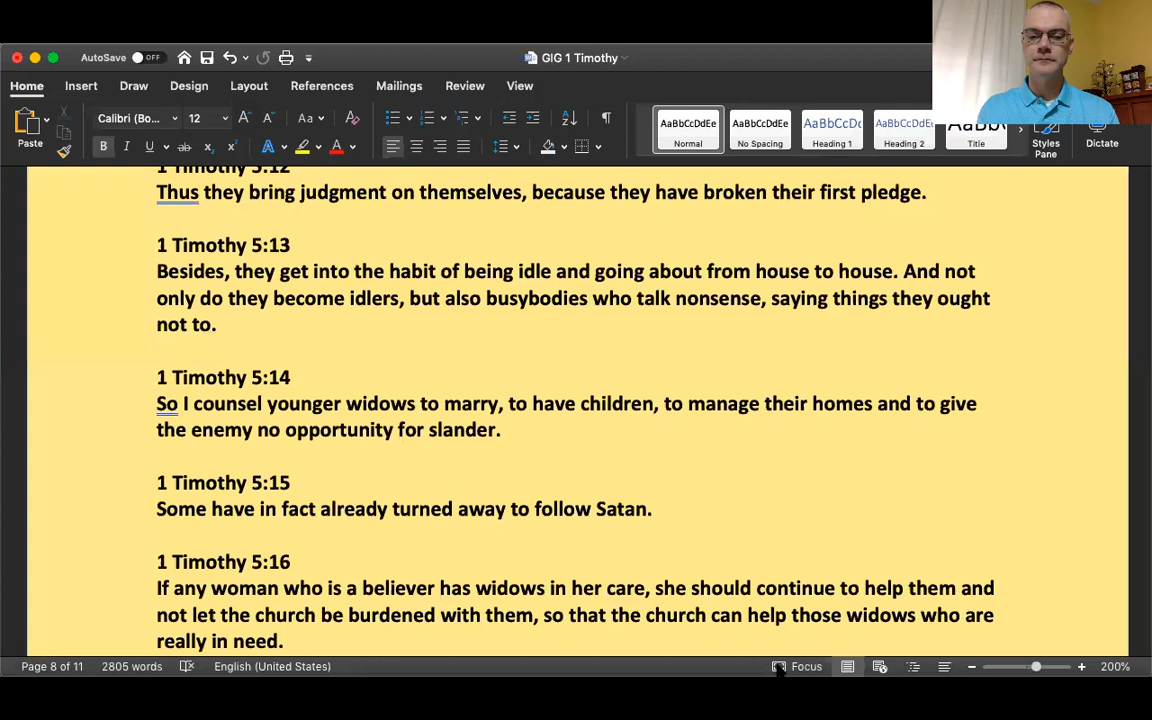 AutoSave OFF
GIG 1 Timothy
Home Insert Draw Design Layout References Mailings Review View
Paste
Calibri (Bo... 12
AaBbCcDdEe AaBbCcDdEe AaBbCcDc AaBbCcDdEe AaBbC
Normal No Spacing Heading 1 Heading 2 Title
Styles Pane
Dictate
1 Timothy 5:12
Thus they bring judgment on themselves, because they have broken their first pledge.
1 Timothy 5:13
Besides, they get into the habit of being idle and going about from house to house. And not
only do they become idlers, but also busybodies who talk nonsense, saying things they ought
not to.
1 Timothy 5:14
So I counsel younger widows to marry, to have children, to manage their homes and to give
the enemy no opportunity for slander.
1 Timothy 5:15
Some have in fact already turned away to follow Satan.
1 Timothy 5:16
If any woman who is a believer has widows in her care, she should continue to help them and
not let the church be burdened with them, so that the church can help those widows who are
really in need.
Page 8 of 11 2805 words English (United States) Focus 200%